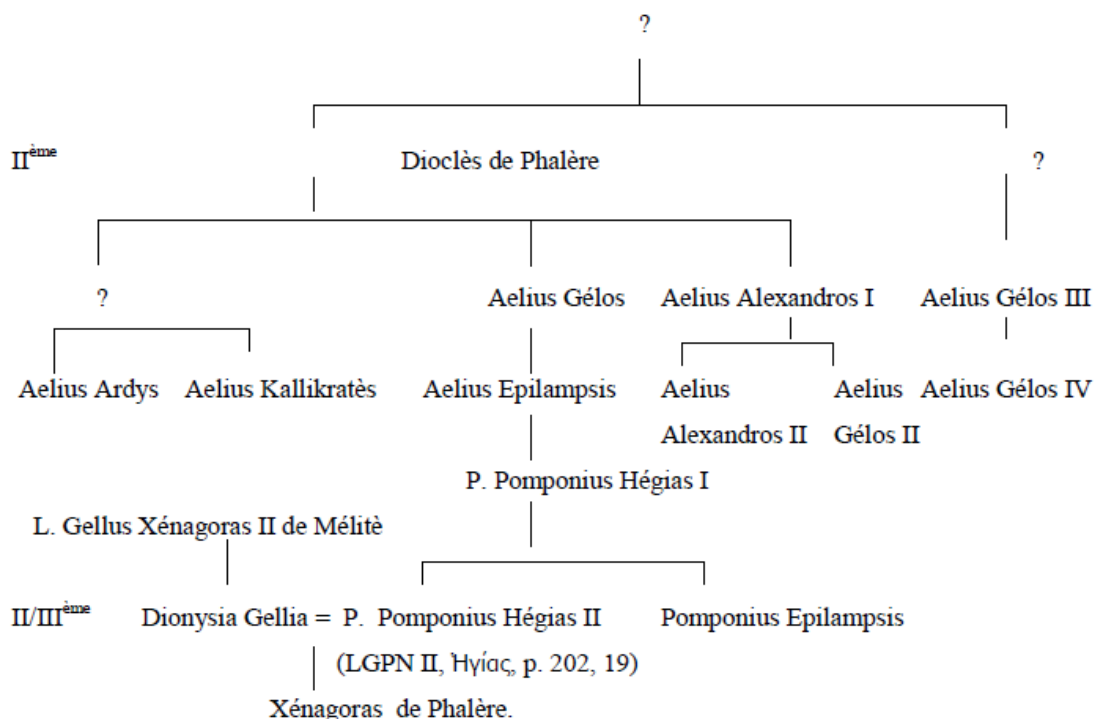 ?
IIème Dioclès de Phalère ?
? Aelius Gélos Aelius Alexandros I Aelius Gélos III
Aelius Ardys Aelius Kallikratès Aelius Epilampsis Aelius Aelius Aelius Gélos IV
Alexandros II Gélos II
P. Pomponius Hégias I
L. Gellus Xénagoras II de Mélitè
II/IIIème Dionysia Gellia = P. Pomponius Hégias II Pomponius Epilampsis
(LGPN II, Ἡγίας, p. 202, 19)
Xénagoras de Phalère.